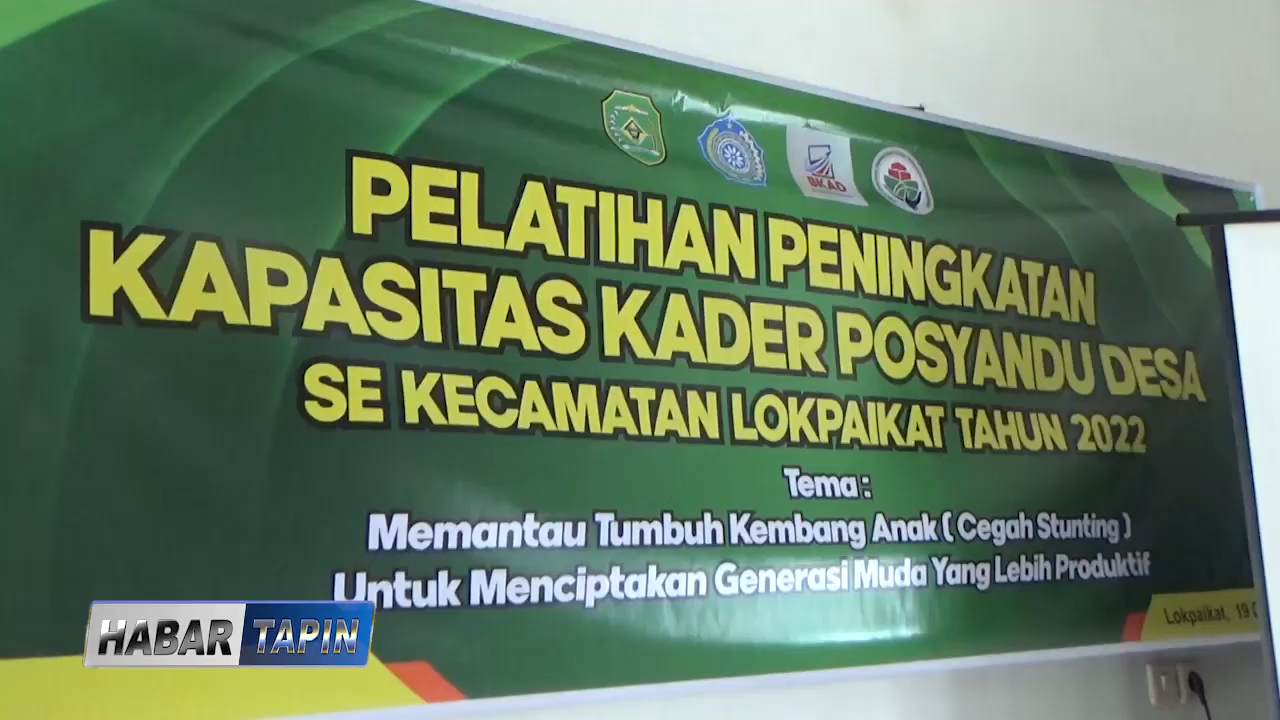 BKAD
PELATIHAN PENINGKATAN
KAPASITAS KADER POSYANDU DESA
SE KECAMATAN LOKPAIKAT TAHUN 2022
Tema :
Memantau Tumbuh Kembang Anak ( Cegah Stunting )
Untuk Menciptakan Generasi Muda Yang Lebih Produktif
Lokpaikat, 19
HABAR TAPIN